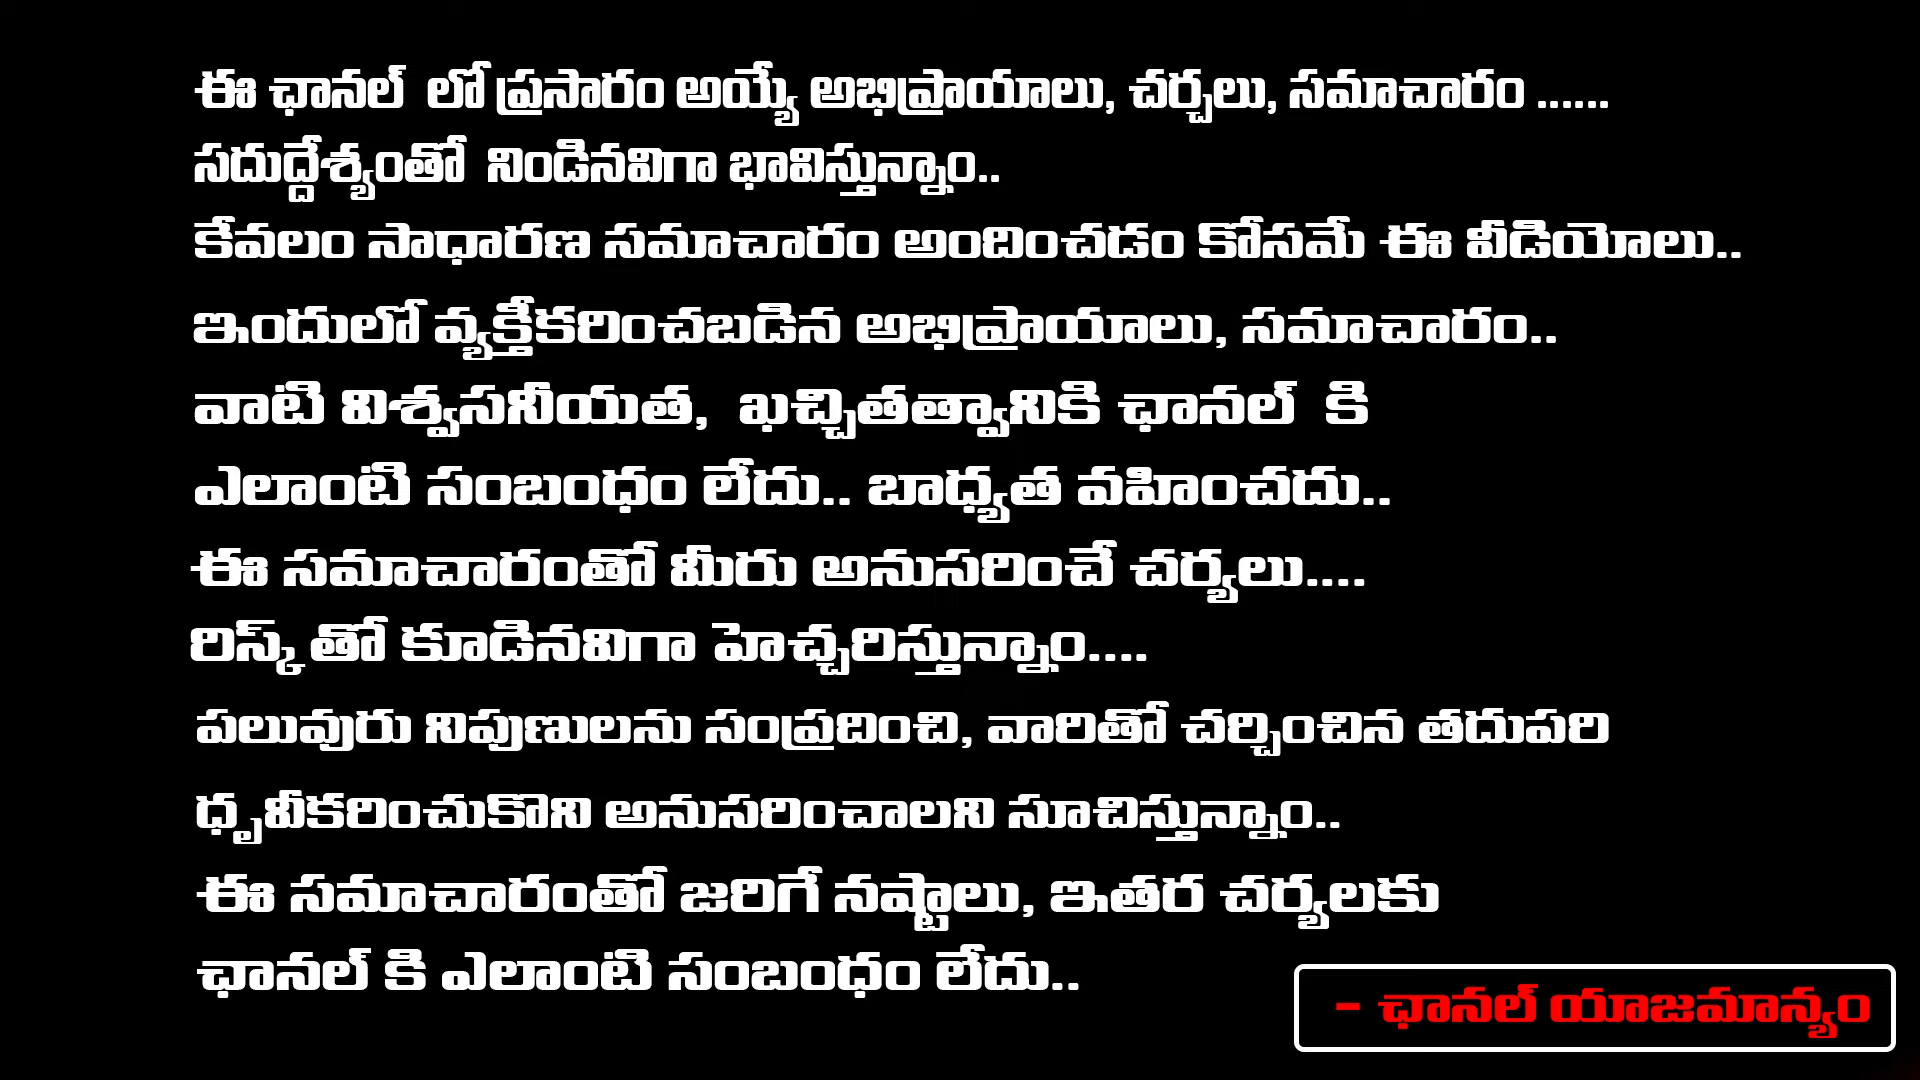 ఈ ఛానల్ లో ప్రసారం అయ్యే అభిప్రాయాలు, చర్చలు, సమాచారం ......
సదుద్దేశ్యంతో నిండినవిగా భావిస్తున్నాం..
కేవలం సాధారణ సమాచారం అందించడం కోసమే ఈ వీడియోలు..
ఇందులో వ్యక్తీకరించబడిన అభిప్రాయాలు, సమాచారం..
వాటి విశ్వసనీయత, ఖచ్చితత్వానికి ఛానల్ కి
ఎలాంటి సంబంధం లేదు.. బాధ్యత వహించదు..
ఈ సమాచారంతో మీరు అనుసరించే చర్యలు....
రిస్క్ తో కూడినవిగా హెచ్చరిస్తున్నాం....
పలువురు నిపుణులను సంప్రదించి, వారితో చర్చించిన తదుపరి
ధృవీకరించుకొని అనుసరించాలని సూచిస్తున్నాం..
ఈ సమాచారంతో జరిగే నష్టాలు, ఇతర చర్యలకు
ఛానల్ కి ఎలాంటి సంబంధం లేదు..
- ఛానల్ యాజమాన్యం